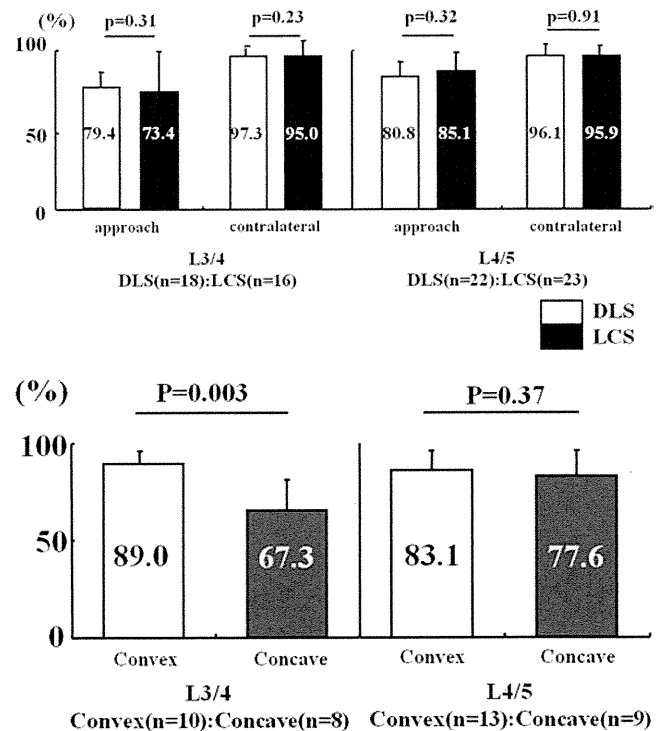 (%)
p=0.31 p=0.23 p=0.32 p=0.91
100
50
0
79.4 73.4 97.3 95.0 80.8 85.1 96.1 95.9
approach contralateral approach contralateral
L3/4 L4/5
DLS(n=18):LCS(n=16) DLS(n=22):LCS(n=23)
DLS
LCS
(%)
P=0.003 P=0.37
100
50
0
89.0 67.3 83.1 77.6
Convex Concave Convex Concave
L3/4 L4/5
Convex(n=10):Concave(n=8) Convex(n=13):Concave(n=9)